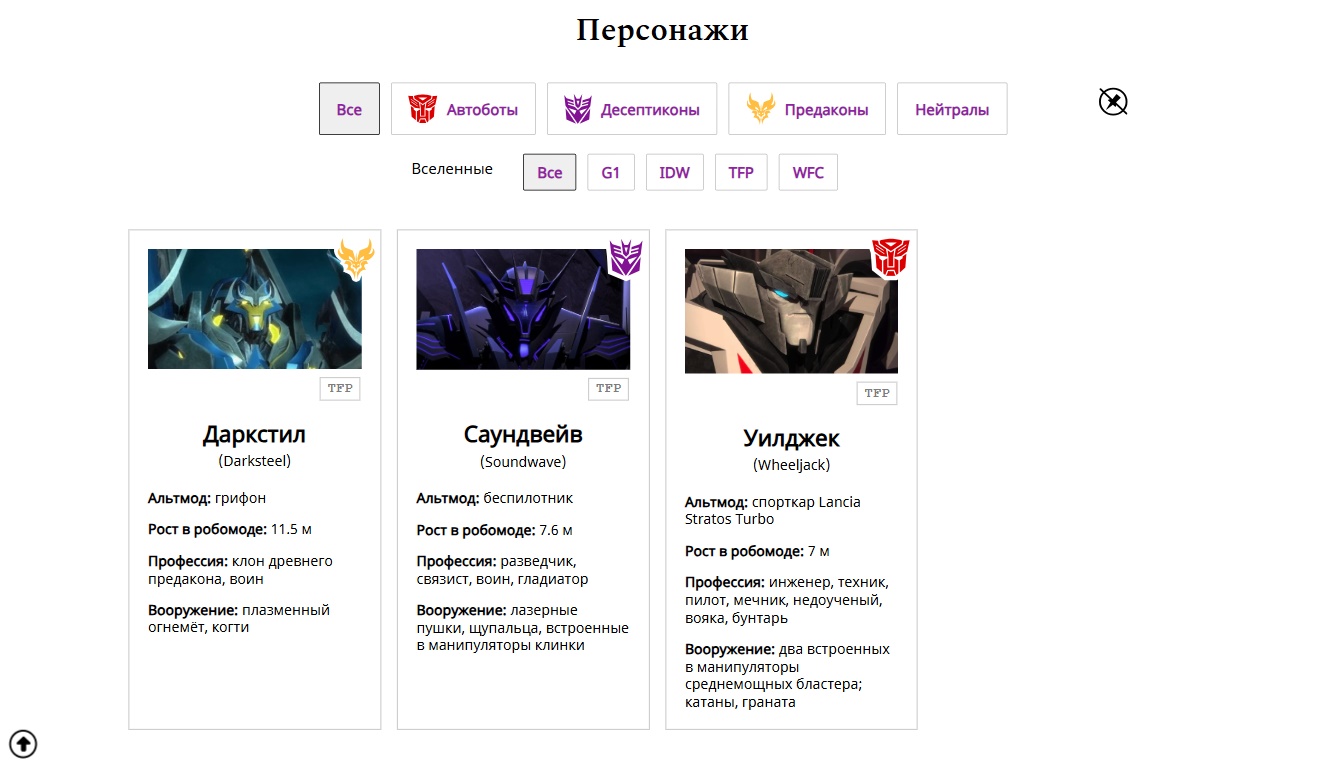 Персонажи
Все
Автоботы
Десептиконы
Предаконы
Нейтралы
Вселенные
Все
G1
IDW
TFP
WFC
TFP
Даркстил
(Darksteel)
Альтмод: грифон
Рост в робомоде: 11.5 м
Профессия: клон древнего
предакона, воин
Вооружение: плазменный
огнемёт, когти
TFP
Саундвейв
(Soundwave)
Альтмод: беспилотник
Рост в робомоде: 7.6 м
Профессия: разведчик,
связист, воин, гладиатор
Вооружение: лазерные
пушки, щупальца, встроенные
в манипуляторы клинки
TFP
Уилджек
(Wheeljack)
Альтмод: спорткар Lancia
Stratos Turbo
Рост в робомоде: 7 м
Профессия: инженер, техник,
пилот, мечник, недоученый,
вояка, бунтарь
Вооружение: два встроенных
в манипуляторы
среднемощных бластера;
катаны, граната